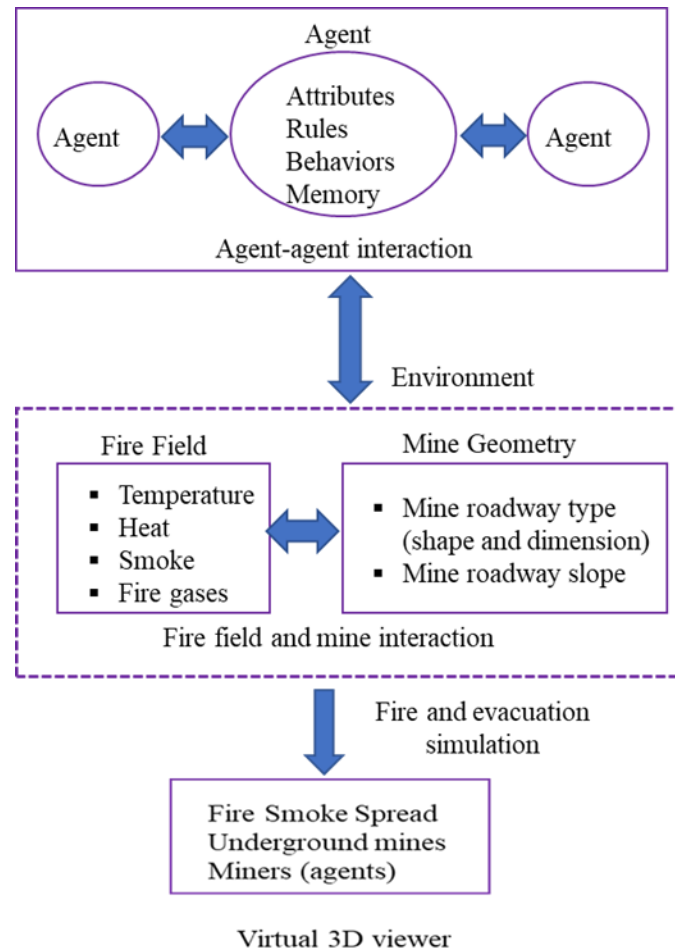 Agent
Attributes
Rules
Behaviors
Memory
Agent
Agent
Agent-agent interaction
Environment
Fire Field
▪ Temperature
▪ Heat
▪ Smoke
▪ Fire gases
Mine Geometry
▪ Mine roadway type
(shape and dimension)
▪ Mine roadway slope
Fire field and mine interaction
Fire and evacuation
simulation
Fire Smoke Spread
Underground mines
Miners (agents)
Virtual 3D viewer